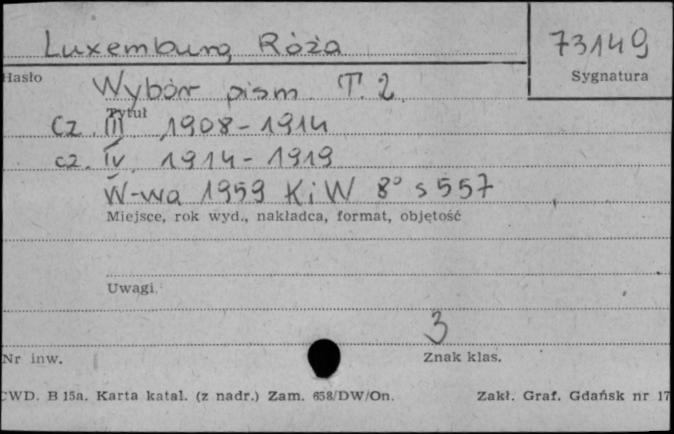 Luxemburg Róża
73149
Hasło
Sygnatura
Wybór pism T. 2
Tytuł
cz. III 1908-1914
cz. IV 1914-1919
W-wa 1959 KiW 8° s 557
Miejsce, rok wyd., nakładca, format, objętość
Uwagi
3
Nr inw.
Znak klas.
CWD. B 15a. Karta katal. (z nadr.) Zam. 658/DW/On.
Zakł. Graf. Gdańsk nr 17